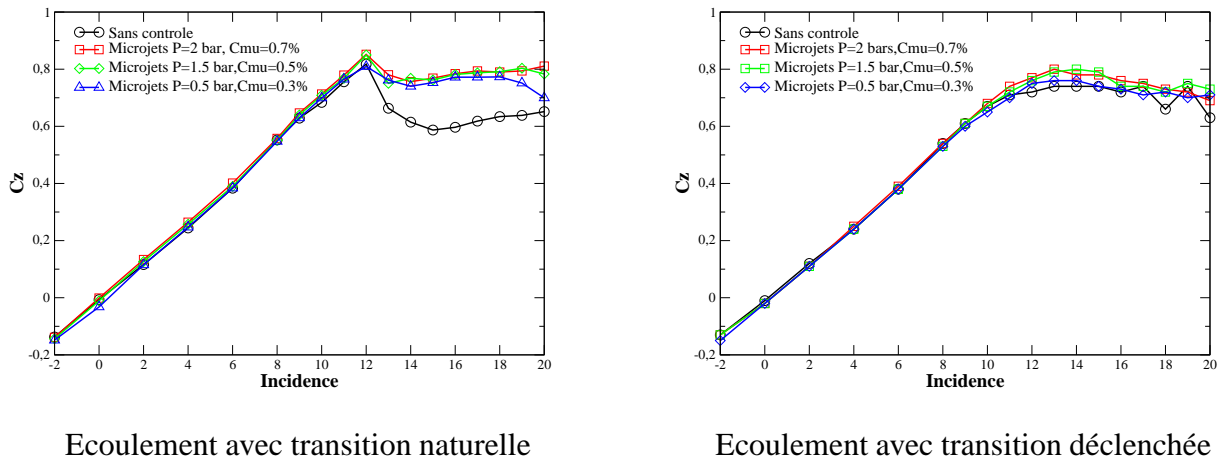 1
0,8
0,6
0,4
0,2
0
-0,2
-2 0 2 4 6 8 10 12 14 16 18 20
Cz
Incidence
Sans controle
Microjets P=2 bar, Cmu=0.7%
Microjets P=1.5 bar,Cmu=0.5%
Microjets P=0.5 bar,Cmu=0.3%
Ecoulement avec transition naturelle
1
0,8
0,6
0,4
0,2
0
-0,2
-2 0 2 4 6 8 10 12 14 16 18 20
Cz
Incidence
Sans controle
Microjets P=2 bars,Cmu=0.7%
Microjets P=1.5 bar,Cmu=0.5%
Microjets P=0.5 bar,Cmu=0.3%
Ecoulement avec transition déclenchée